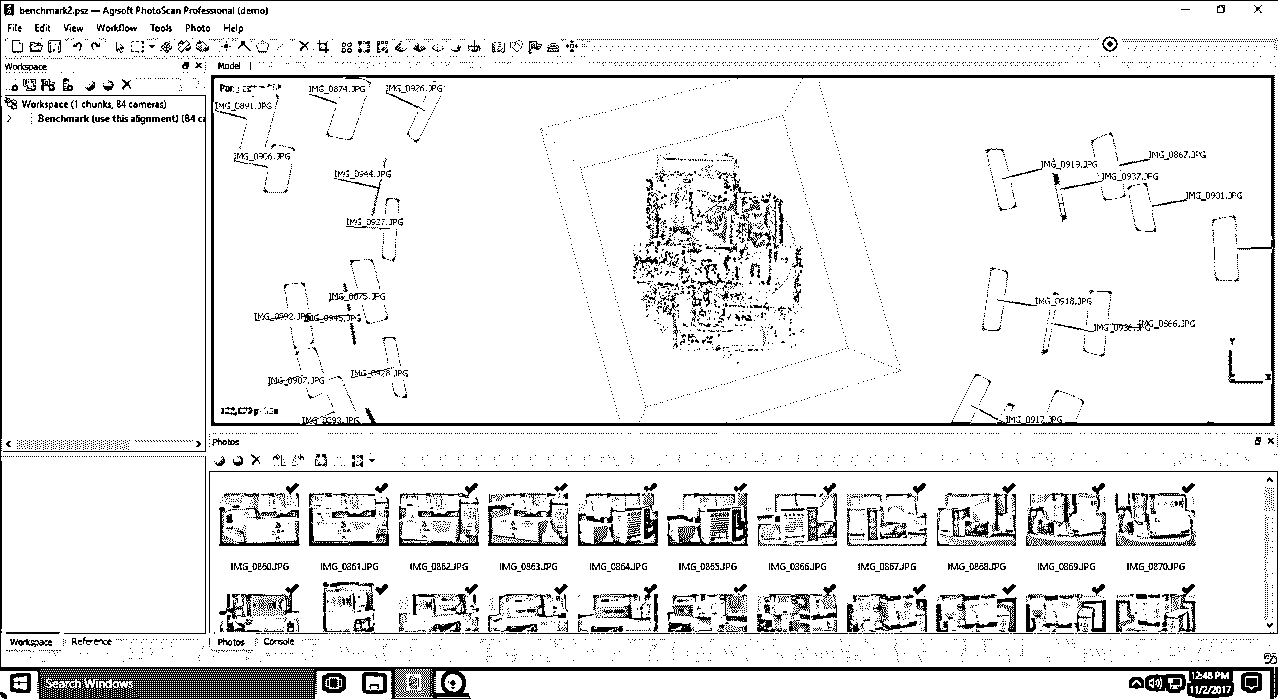 benchmark2.psz — Agisoft PhotoScan Professional (demo)
File Edit View Workflow Tools Photo Help
Workspace
Model
Workspace (1 chunks, 84 cameras)
Benchmark (use this alignment) (84 c
IMG_0874.JPG
IMG_0926.JPG
IMG_0891.JPG
IMG_0906.JPG
IMG_0944.JPG
IMG_0927.JPG
IMG_0875.JPG
IMG_0892.JPG
IMG_0945.JPG
IMG_0928.JPG
IMG_0907.JPG
IMG_0893.JPG
IMG_0919.JPG
IMG_0867.JPG
IMG_0937.JPG
IMG_0901.JPG
IMG_0918.JPG
IMG_0866.JPG
IMG_0917.JPG
Photos
IMG_0860.JPG IMG_0861.JPG IMG_0862.JPG IMG_0863.JPG IMG_0864.JPG IMG_0865.JPG IMG_0866.JPG IMG_0867.JPG IMG_0868.JPG IMG_0869.JPG IMG_0870.JPG
Workspace Reference
Photos Console
Search Windows
12:48 PM
11/2/2017